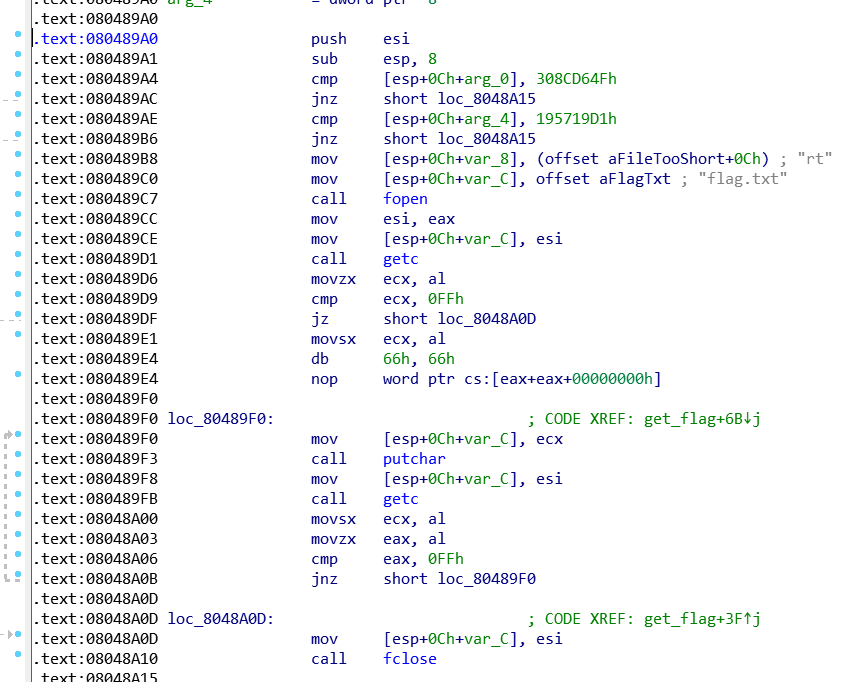 .text:080489A0 arg_4 = dword ptr 8
.text:080489A0
.text:080489A0 push esi
.text:080489A1 sub esp, 8
.text:080489A4 cmp [esp+0Ch+arg_0], 308CD64Fh
.text:080489AC jnz short loc_8048A15
.text:080489AE cmp [esp+0Ch+arg_4], 195719D1h
.text:080489B6 jnz short loc_8048A15
.text:080489B8 mov [esp+0Ch+var_8], (offset aFileTooShort+0Ch) ; "rt"
.text:080489C0 mov [esp+0Ch+var_C], offset aFlagTxt ; "flag.txt"
.text:080489C7 call fopen
.text:080489CC mov esi, eax
.text:080489CE mov [esp+0Ch+var_C], esi
.text:080489D1 call getc
.text:080489D6 movzx ecx, al
.text:080489D9 cmp ecx, 0FFh
.text:080489DF jz short loc_8048A0D
.text:080489E1 movsx ecx, al
.text:080489E4 db 66h, 66h
.text:080489E4 nop word ptr cs:[eax+eax+00000000h]
.text:080489F0
.text:080489F0 loc_80489F0: ; CODE XREF: get_flag+6B↓j
.text:080489F0 mov [esp+0Ch+var_C], ecx
.text:080489F3 call putchar
.text:080489F8 mov [esp+0Ch+var_C], esi
.text:080489FB call getc
.text:08048A00 movsx ecx, al
.text:08048A03 movzx eax, al
.text:08048A06 cmp eax, 0FFh
.text:08048A0B jnz short loc_80489F0
.text:08048A0D
.text:08048A0D loc_8048A0D: ; CODE XREF: get_flag+3F↑j
.text:08048A0D mov [esp+0Ch+var_C], esi
.text:08048A10 call fclose
.text:08048A15